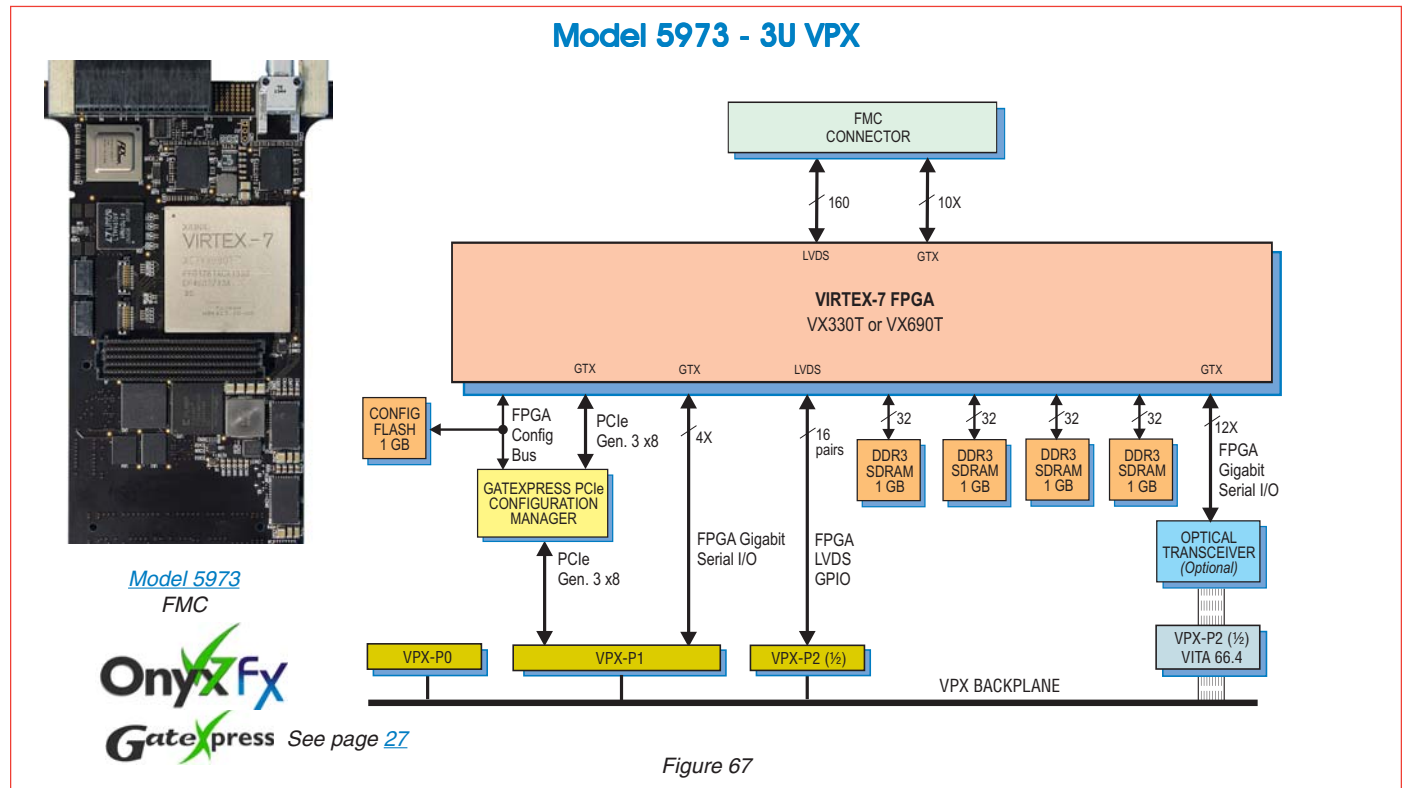 Model 5973 - 3U VPX
VIRTEX-7
Model 5973
FMC
Onyx7FX
GateXpress
See page 27
FMC
CONNECTOR
160
10X
LVDS
GTX
VIRTEX-7 FPGA
VX330T or VX690T
GTX
GTX
LVDS
GTX
CONFIG
FLASH
1 GB
FPGA
Config
Bus
PCIe
Gen. 3 x8
4X
16
pairs
32
32
32
32
12X
DDR3
SDRAM
1 GB
DDR3
SDRAM
1 GB
DDR3
SDRAM
1 GB
DDR3
SDRAM
1 GB
FPGA
Gigabit
Serial I/O
GATEXPRESS PCIe
CONFIGURATION
MANAGER
PCIe
Gen. 3 x8
FPGA Gigabit
Serial I/O
FPGA
LVDS
GPIO
OPTICAL
TRANSCEIVER
(Optional)
VPX-P0
VPX-P1
VPX-P2 (½)
VPX-P2 (½)
VITA 66.4
VPX BACKPLANE
Figure 67